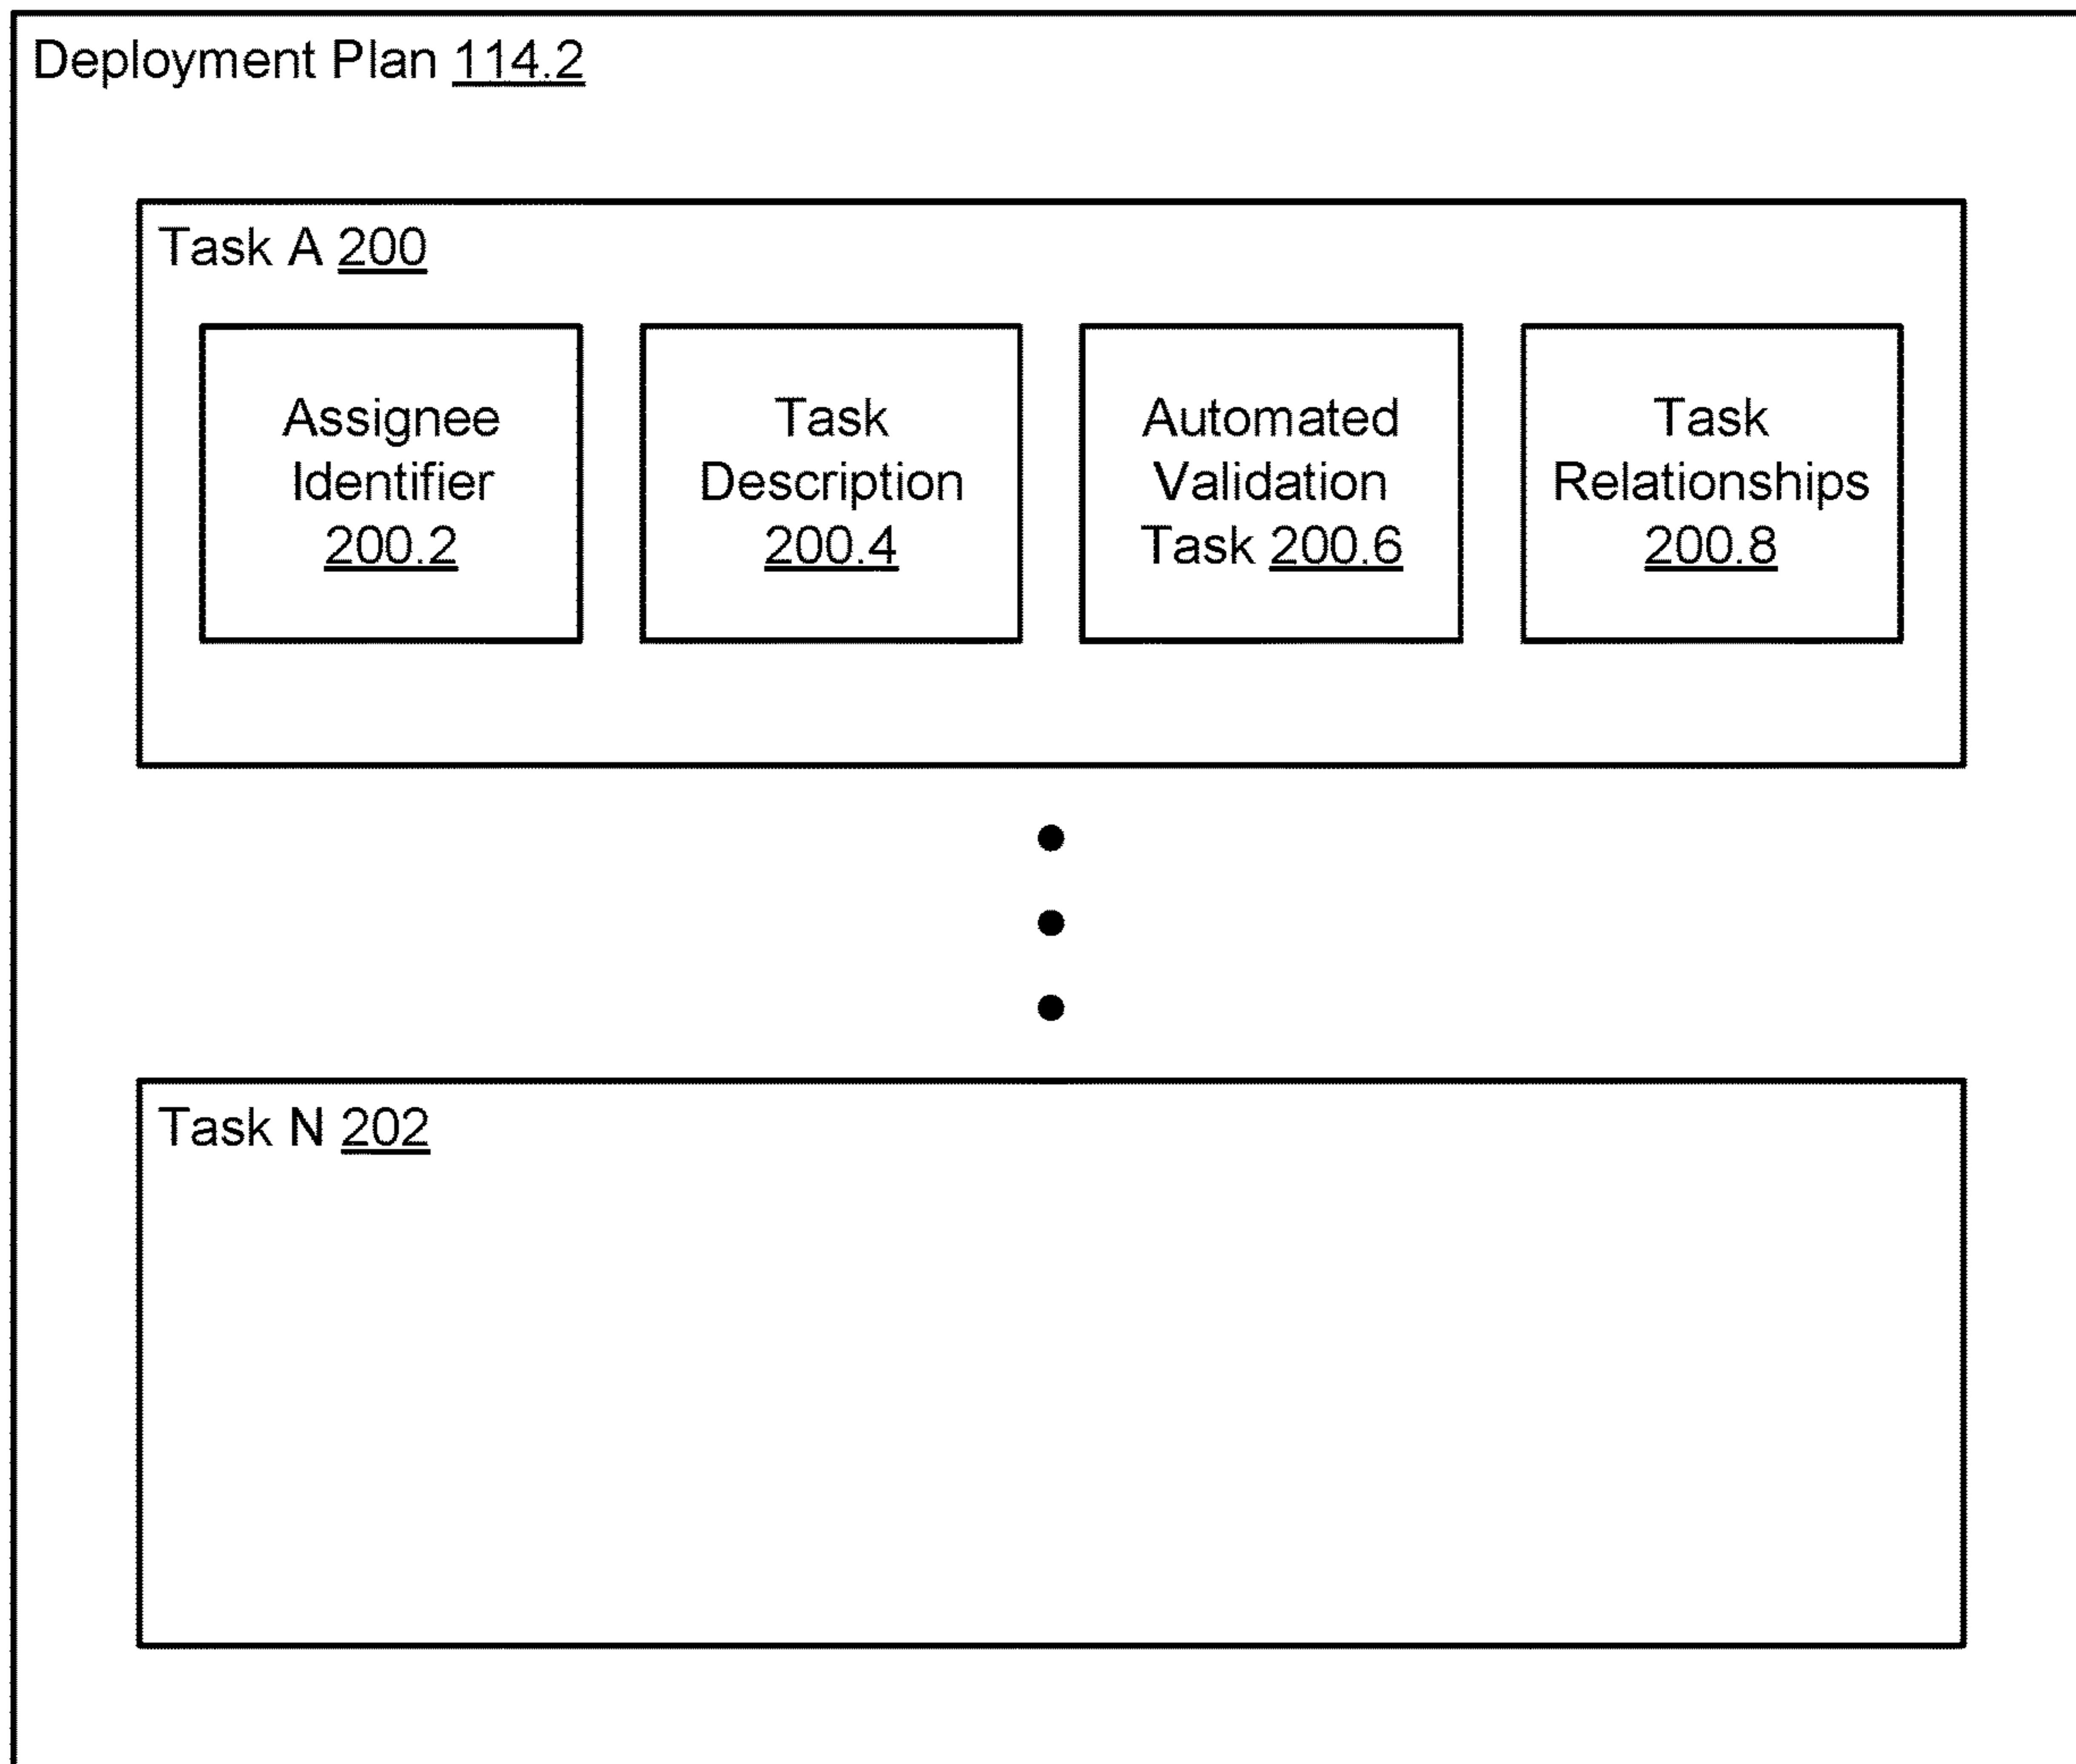 Deployment Plan 114.2
Task A 200
Assignee
Identifier
200.2
Task
Description
200.4
Automated
Validation
Task 200.6
Task
Relationships
200.8
Task N 202